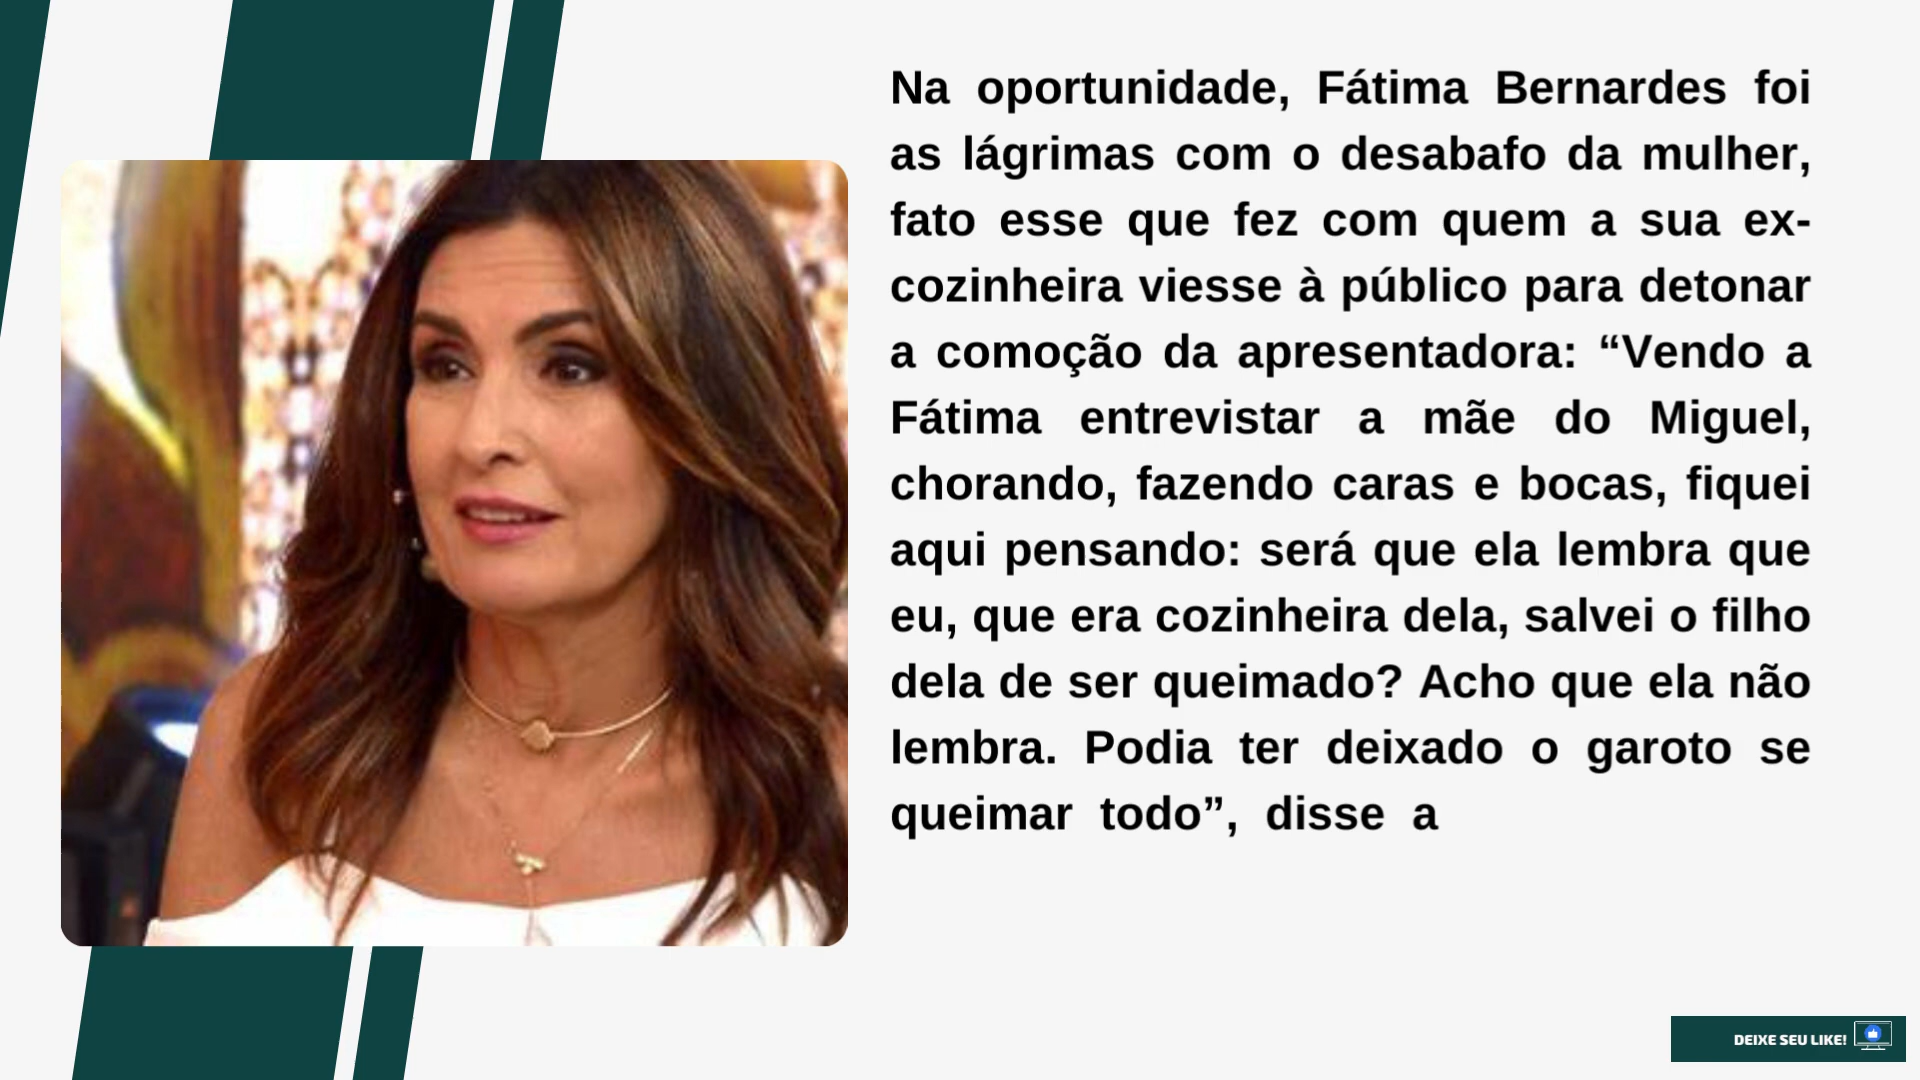 Na oportunidade, Fátima Bernardes foi
as lágrimas com o desabafo da mulher,
fato esse que fez com quem a sua ex-
cozinheira viesse à público para detonar
a comoção da apresentadora: “Vendo a
Fátima entrevistar a mãe do Miguel,
chorando, fazendo caras e bocas, fiquei
aqui pensando: será que ela lembra que
eu, que era cozinheira dela, salvei o filho
dela de ser queimado? Acho que ela não
lembra. Podia ter deixado o garoto se
queimar todo”, disse a
DEIXE SEU LIKE!